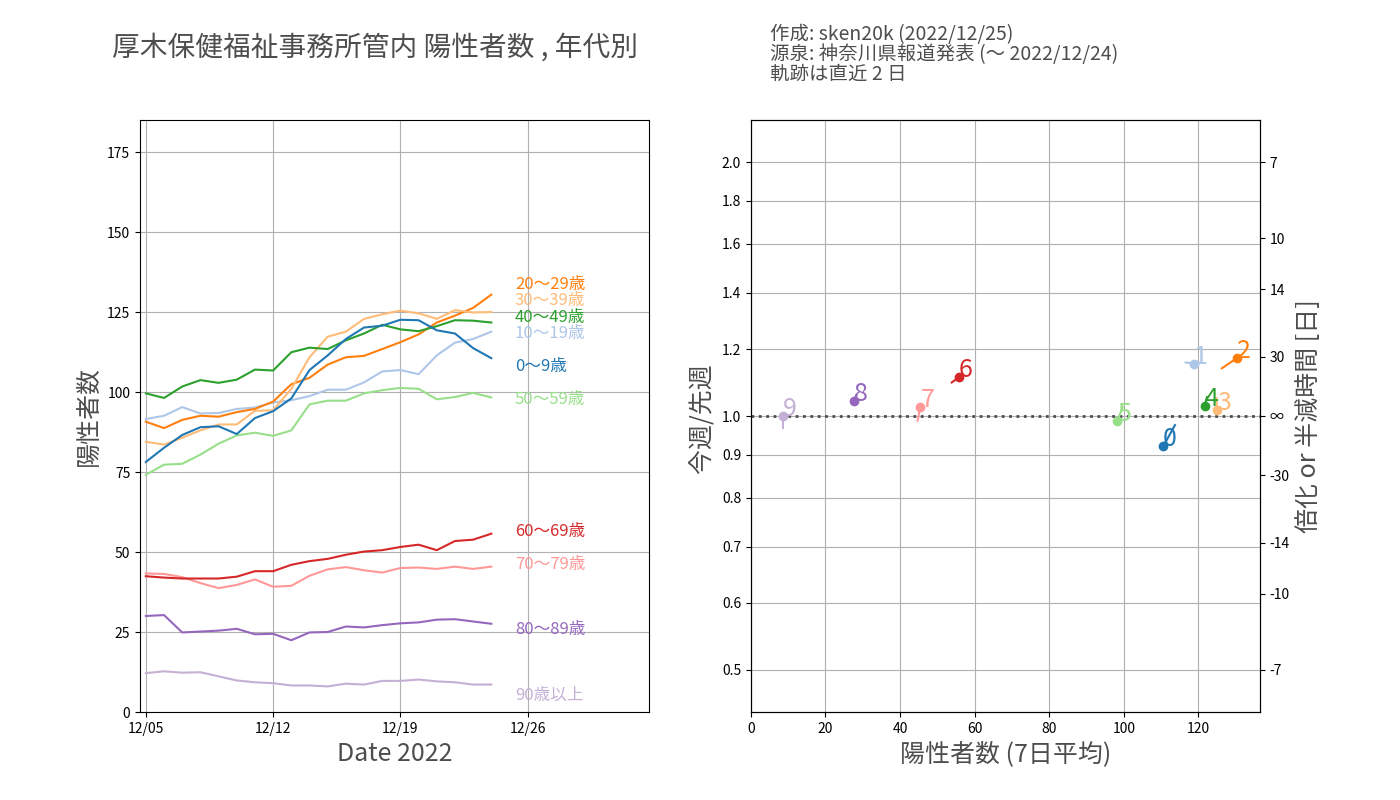 厚木保健福祉事務所管内 陽性者数 , 年代別
作成: sken20k (2022/12/25)
源泉: 神奈川県報道発表 (～ 2022/12/24)
軌跡は直近 2 日
陽性者数
175
150
125
100
75
50
25
0
12/05
12/12
12/19
12/26
Date 2022
20～29歳
30～39歳
40～49歳
10～19歳
0～9歳
50～59歳
60～69歳
70～79歳
80～89歳
90歳以上
今週/先週
2.0
1.8
1.6
1.4
1.2
1.0
0.9
0.8
0.7
0.6
0.5
0
20
40
60
80
100
120
陽性者数 (7日平均)
9
8
7
6
5
0
1
4
3
2
7
10
14
30
∞
-30
-14
-10
-7
倍化 or 半減時間 [日]